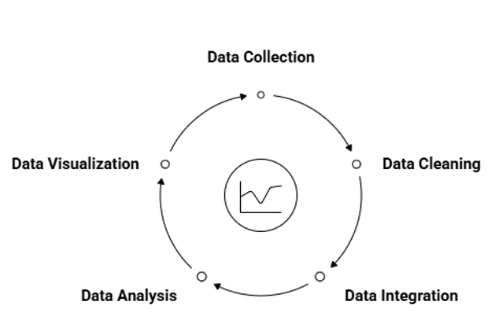 Data Collection
Data Visualization
Data Cleaning
Data Analysis
Data Integration